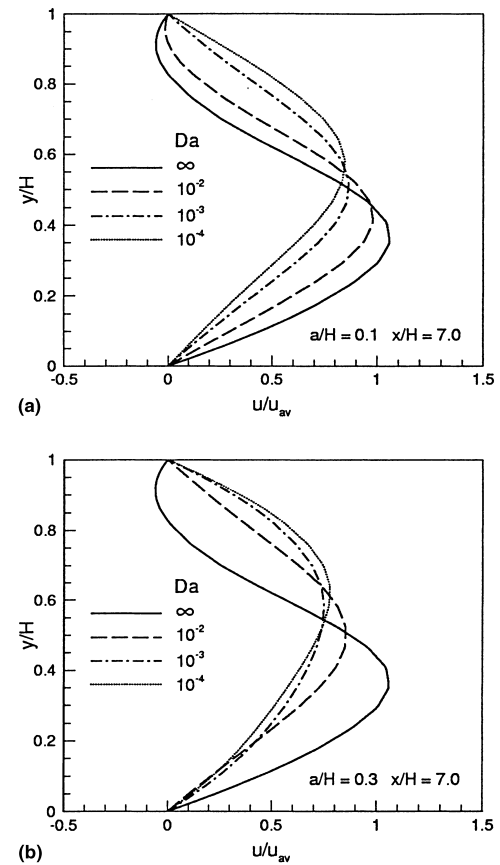 1
0.8
0.6
0.4
0.2
0
y/H
Da
∞
10⁻²
10⁻³
10⁻⁴
a/H = 0.1 x/H = 7.0
-0.5 0 0.5 1 1.5
(a) u/u_av
1
0.8
0.6
0.4
0.2
0
y/H
Da
∞
10⁻²
10⁻³
10⁻⁴
a/H = 0.3 x/H = 7.0
-0.5 0 0.5 1 1.5
(b) u/u_av